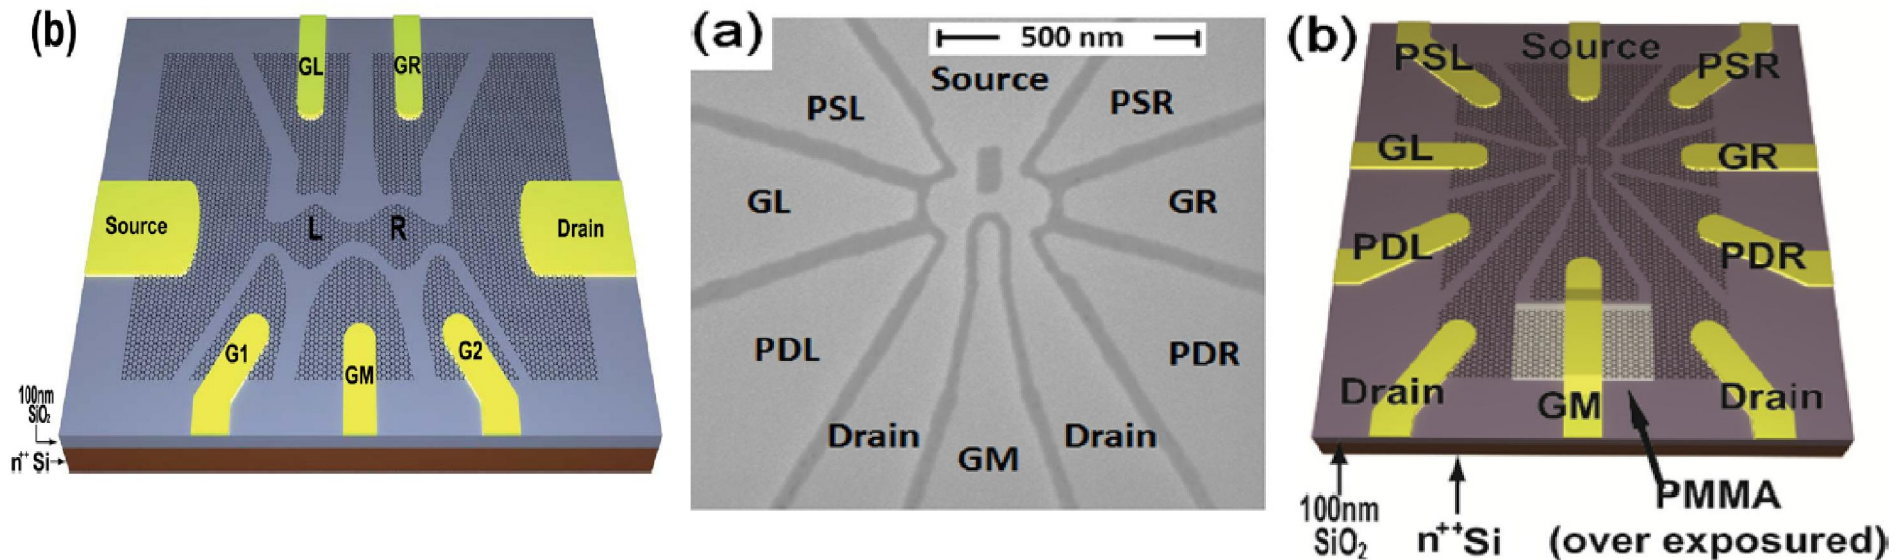 (b)
GL
GR
Source
L
R
Drain
G1
GM
G2
100nm
SiO₂
n⁺⁺ Si
(a)
500 nm
Source
PSL
PSR
GL
GR
PDL
PDR
Drain
GM
Drain
(b)
PSL
Source
PSR
GL
GR
PDL
PDR
Drain
GM
Drain
100nm
SiO₂
n⁺⁺Si
PMMA
(over exposured)